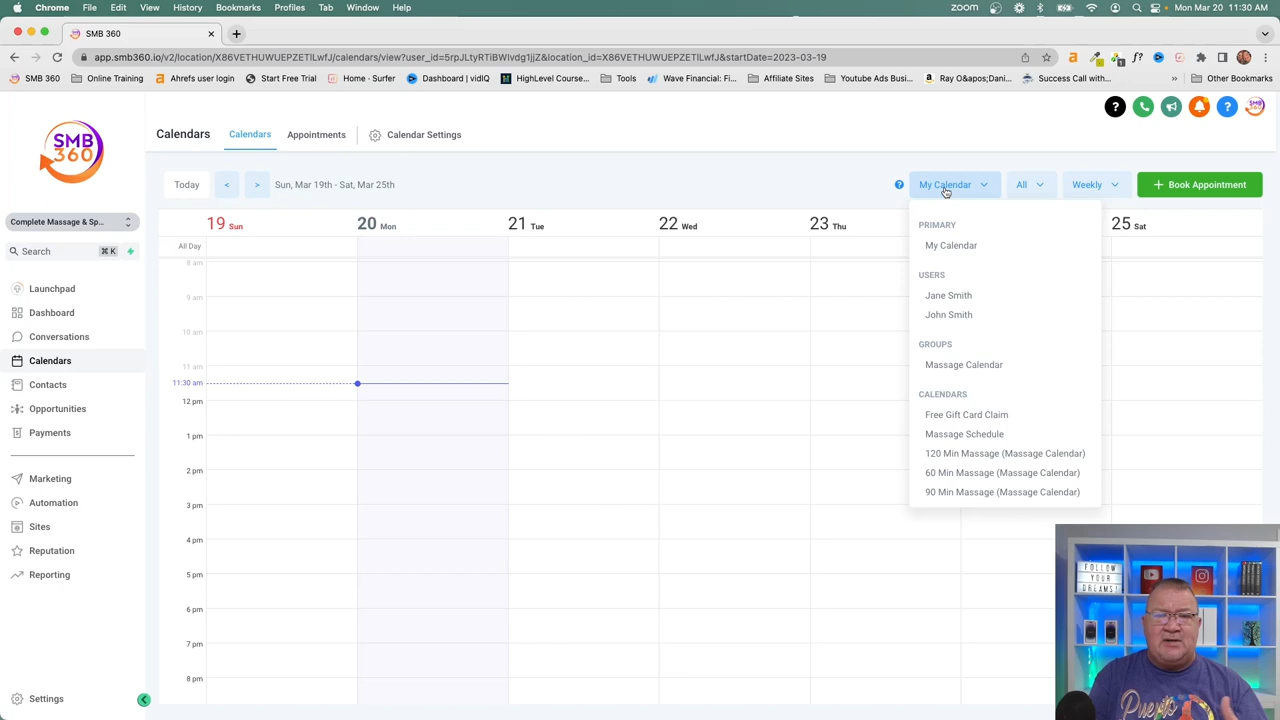 Chrome File Edit View History Bookmarks Profiles Tab Window Help ZOOM Mon Mar 20 11:30 AM
SMB 360
app.smb360.io/v2/location/X86VETHUWUEPZETlLwfJ/calendars/view?user_id=5rpJLtyBTiBWlvdg1jjZ&location_id=X86VETHUWUEPZETlLwfJ&startDate=2023-03-19
SMB 360 Online Training Ahrefs user login Start Free Trial Home - Surfer Dashboard | vidIQ HighLevel Course... Tools Wave Financial: Fi... Affiliate Sites Youtube Ads Busi... Ray O&apos;Dani... Success Call with... » Other Bookmarks
SMB
360
Calendars Calendars Appointments Calendar Settings
Today < > Sun, Mar 19th - Sat, Mar 25th ? My Calendar All Weekly + Book Appointment
Complete Massage & Sp...
Search ⌘ K
Launchpad
Dashboard
Conversations
Calendars
Contacts
Opportunities
Payments
Marketing
Automation
Sites
Reputation
Reporting
Settings
19 Sun 20 Mon 21 Tue 22 Wed 23 Thu 25 Sat
All Day
8 am
9 am
10 am
11 am
11:30 am
12 pm
1 pm
2 pm
3 pm
4 pm
5 pm
6 pm
7 pm
8 pm
PRIMARY
My Calendar
USERS
Jane Smith
John Smith
GROUPS
Massage Calendar
CALENDARS
Free Gift Card Claim
Massage Schedule
120 Min Massage (Massage Calendar)
60 Min Massage (Massage Calendar)
90 Min Massage (Massage Calendar)
FOLLOW
YOUR
DREAMS!